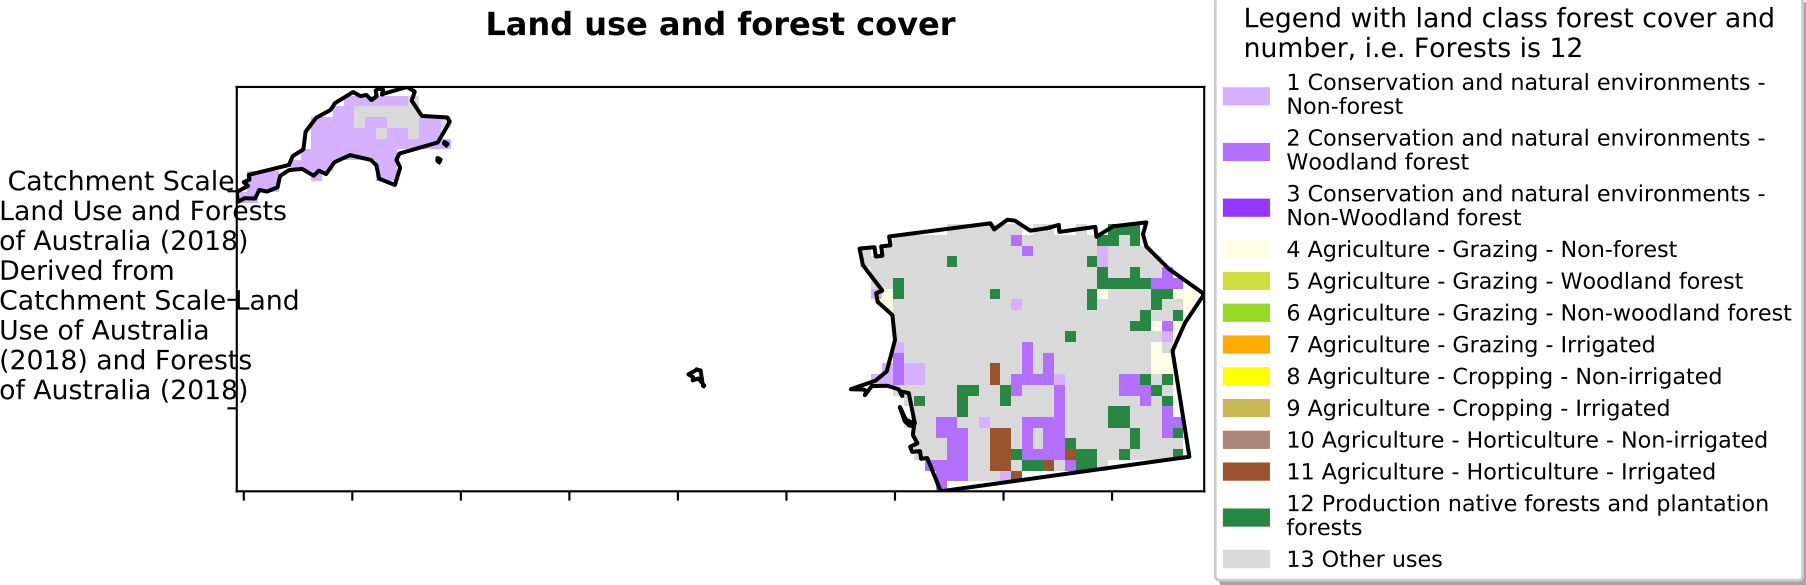 Land use and forest cover
Catchment Scale
Land Use and Forests
of Australia (2018)
Derived from
Catchment Scale Land
Use of Australia
(2018) and Forests
of Australia (2018)
Legend with land class forest cover and
number, i.e. Forests is 12
1 Conservation and natural environments -
Non-forest
2 Conservation and natural environments -
Woodland forest
3 Conservation and natural environments -
Non-Woodland forest
4 Agriculture - Grazing - Non-forest
5 Agriculture - Grazing - Woodland forest
6 Agriculture - Grazing - Non-woodland forest
7 Agriculture - Grazing - Irrigated
8 Agriculture - Cropping - Non-irrigated
9 Agriculture - Cropping - Irrigated
10 Agriculture - Horticulture - Non-irrigated
11 Agriculture - Horticulture - Irrigated
12 Production native forests and plantation
forests
13 Other uses